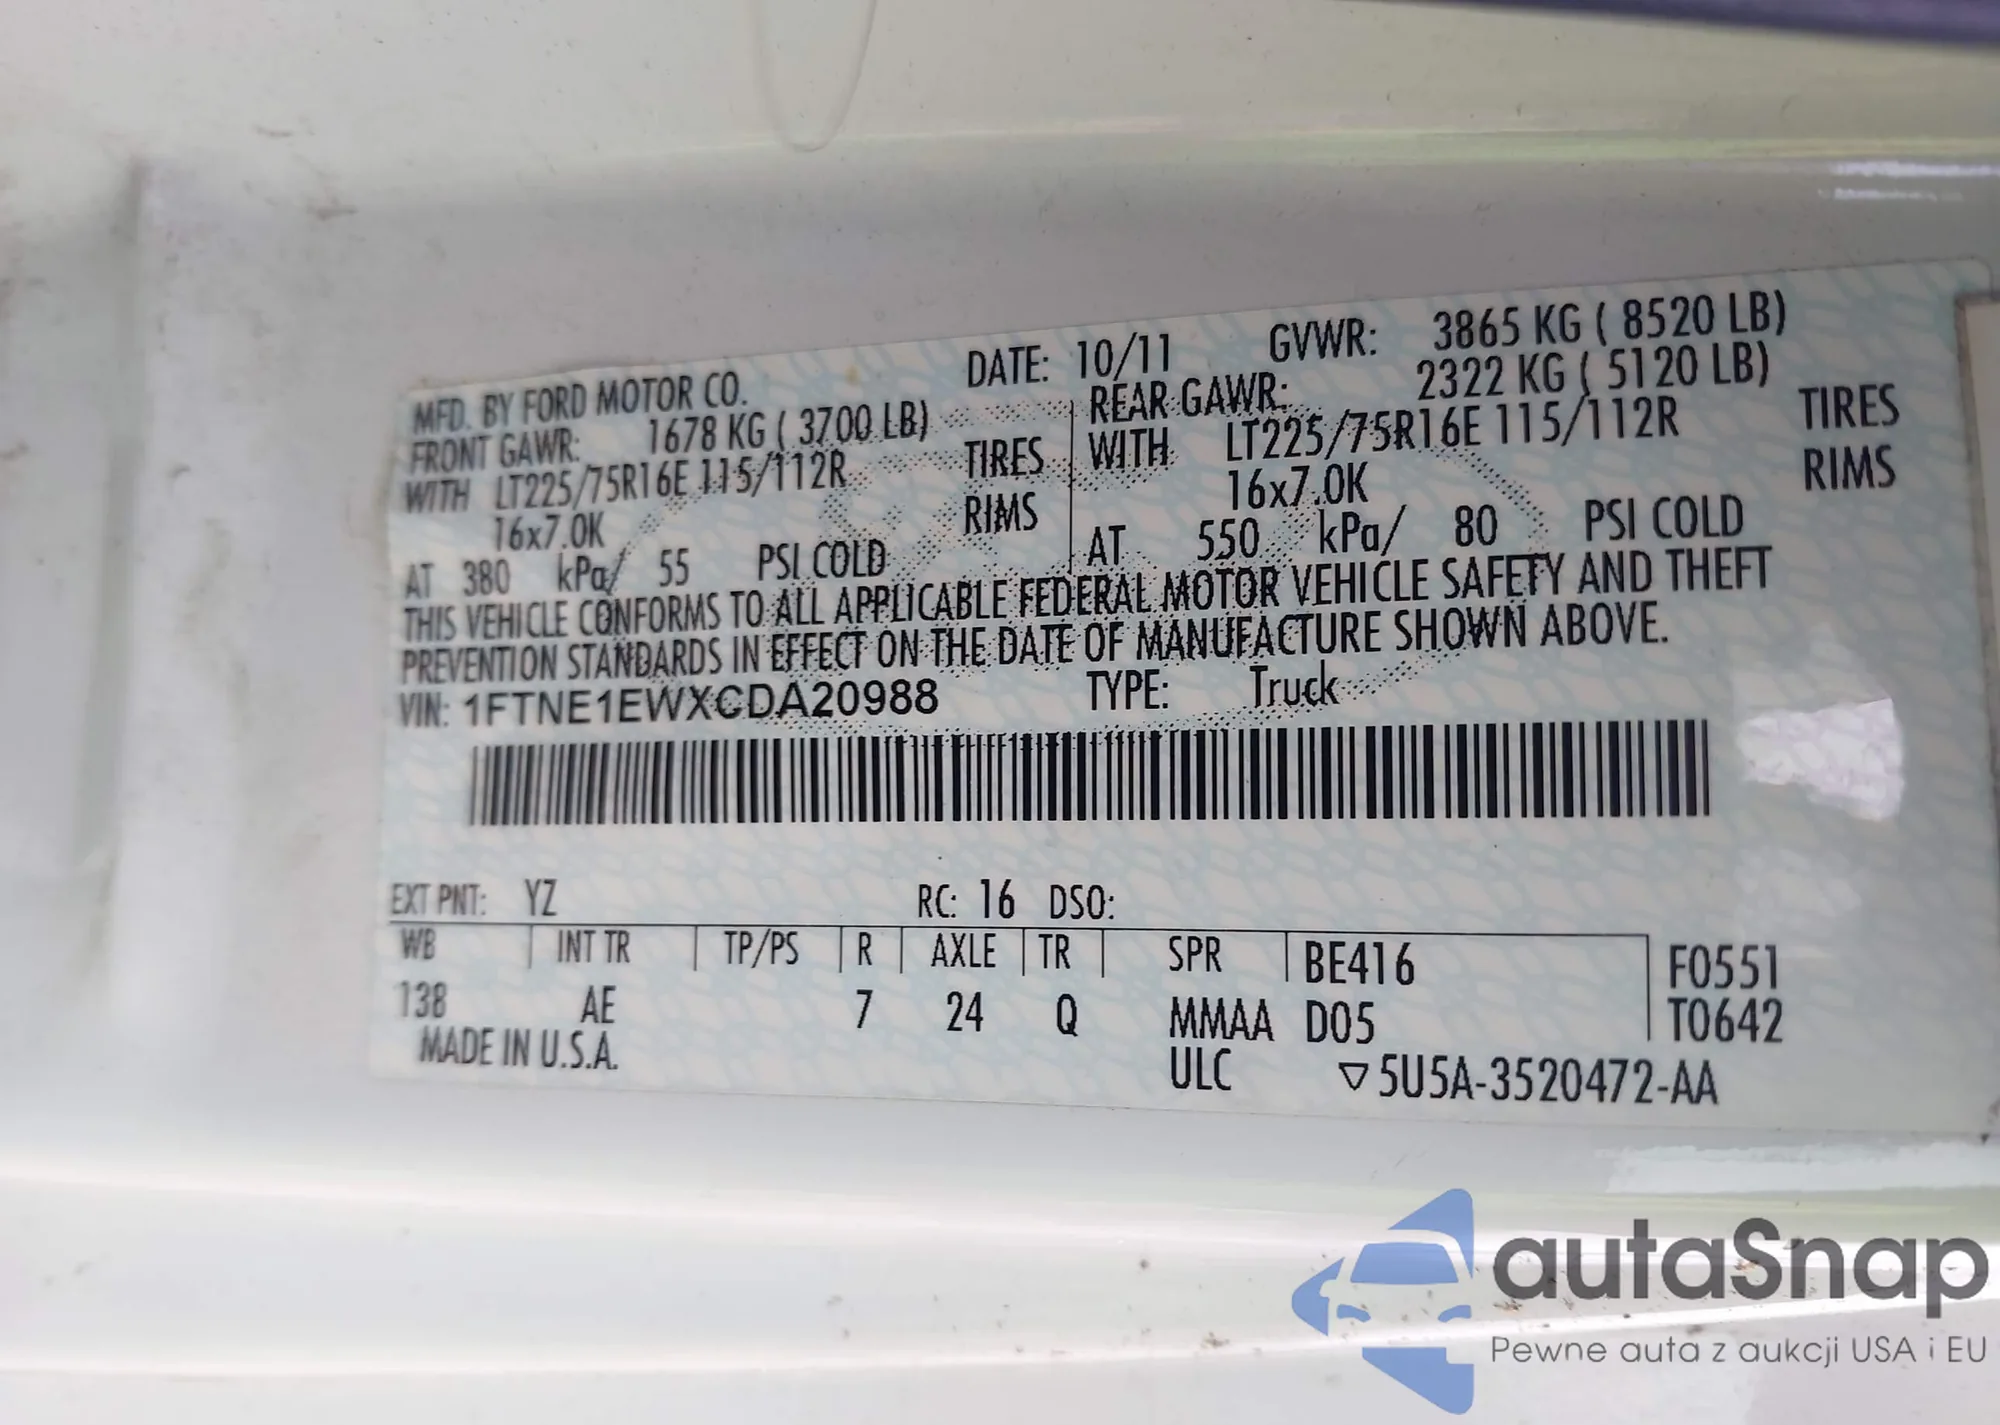 MFD. BY FORD MOTOR CO. DATE: 10/11 GVWR: 3865 KG ( 8520 LB)
FRONT GAWR: 1678 KG ( 3700 LB) REAR GAWR: 2322 KG ( 5120 LB)
WITH LT225/75R16E 115/112R TIRES WITH LT225/75R16E 115/112R TIRES
16x7.0K RIMS 16x7.0K RIMS
AT 380 kPa/ 55 PSI COLD AT 550 kPa/ 80 PSI COLD
THIS VEHICLE CONFORMS TO ALL APPLICABLE FEDERAL MOTOR VEHICLE SAFETY AND THEFT
PREVENTION STANDARDS IN EFFECT ON THE DATE OF MANUFACTURE SHOWN ABOVE.
VIN: 1FTNE1EWXCDA20988 TYPE: Truck
EXT PNT: YZ RC: 16 DSO:
WB INT TR TP/PS R AXLE TR SPR BE416 F0551
138 AE 7 24 Q MMAA D05 T0642
MADE IN U.S.A. ULC ▽5U5A-3520472-AA
autaSnap
Pewne auta z aukcji USA i EU